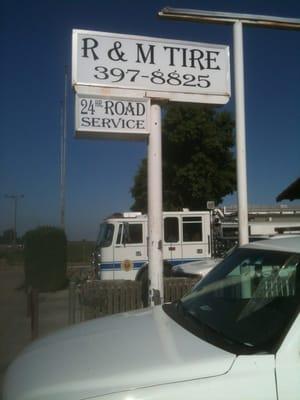 R & M TIRE
397-8825
24 HR ROAD
SERVICE